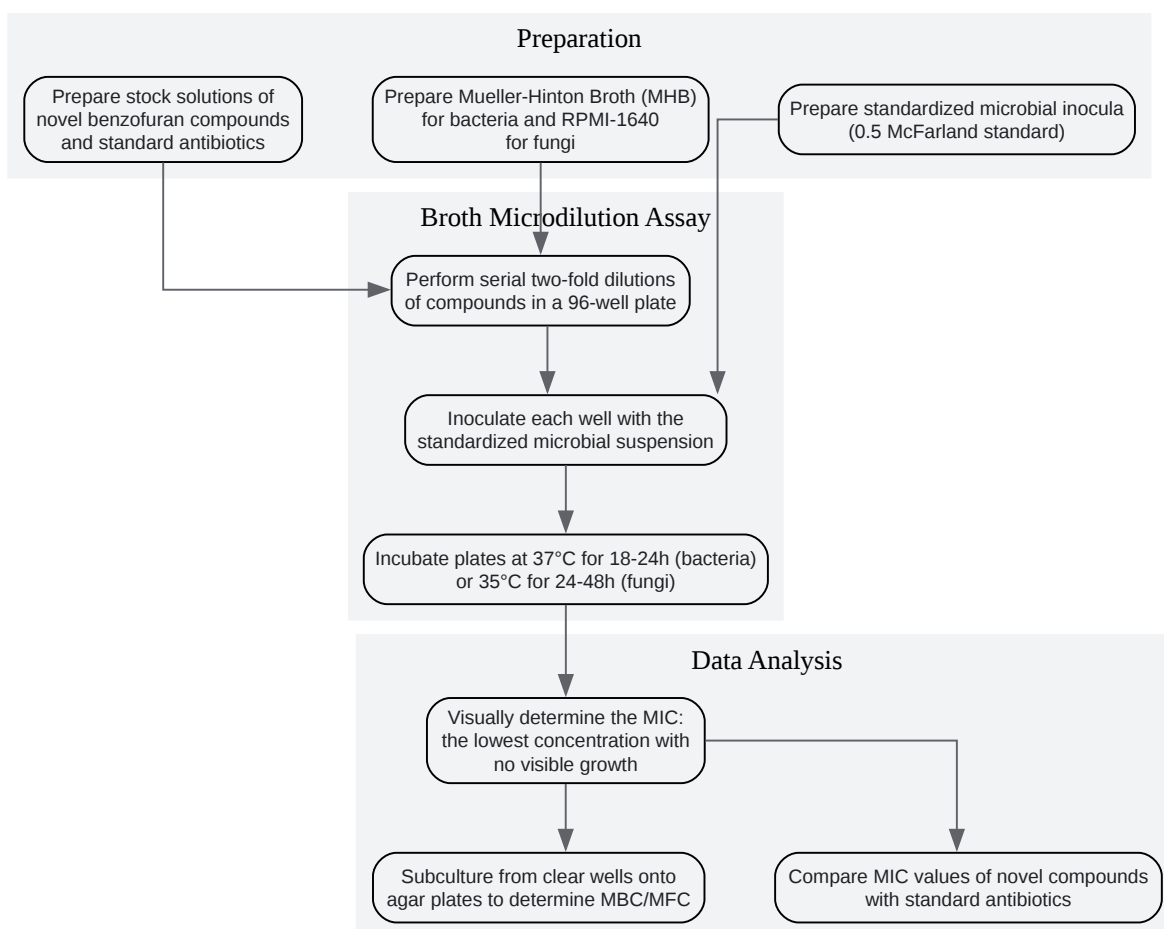 Preparation
Prepare stock solutions of
novel benzofuran compounds
and standard antibiotics
Prepare Mueller-Hinton Broth (MHB)
for bacteria and RPMI-1640
for fungi
Prepare standardized microbial inocula
(0.5 McFarland standard)
Broth Microdilution Assay
Perform serial two-fold dilutions
of compounds in a 96-well plate
Inoculate each well with the
standardized microbial suspension
Incubate plates at 37°C for 18-24h (bacteria)
or 35°C for 24-48h (fungi)
Data Analysis
Visually determine the MIC:
the lowest concentration with
no visible growth
Subculture from clear wells onto
agar plates to determine MBC/MFC
Compare MIC values of novel compounds
with standard antibiotics